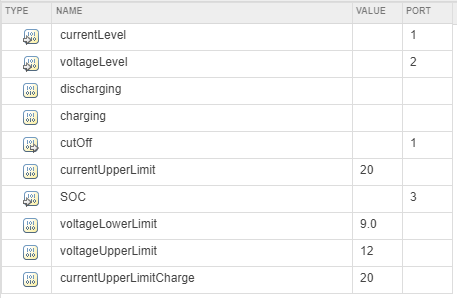 TYPE NAME VALUE PORT
currentLevel 1
voltageLevel 2
discharging
charging
cutOff 1
currentUpperLimit 20
SOC 3
voltageLowerLimit 9.0
voltageUpperLimit 12
currentUpperLimitCharge 20